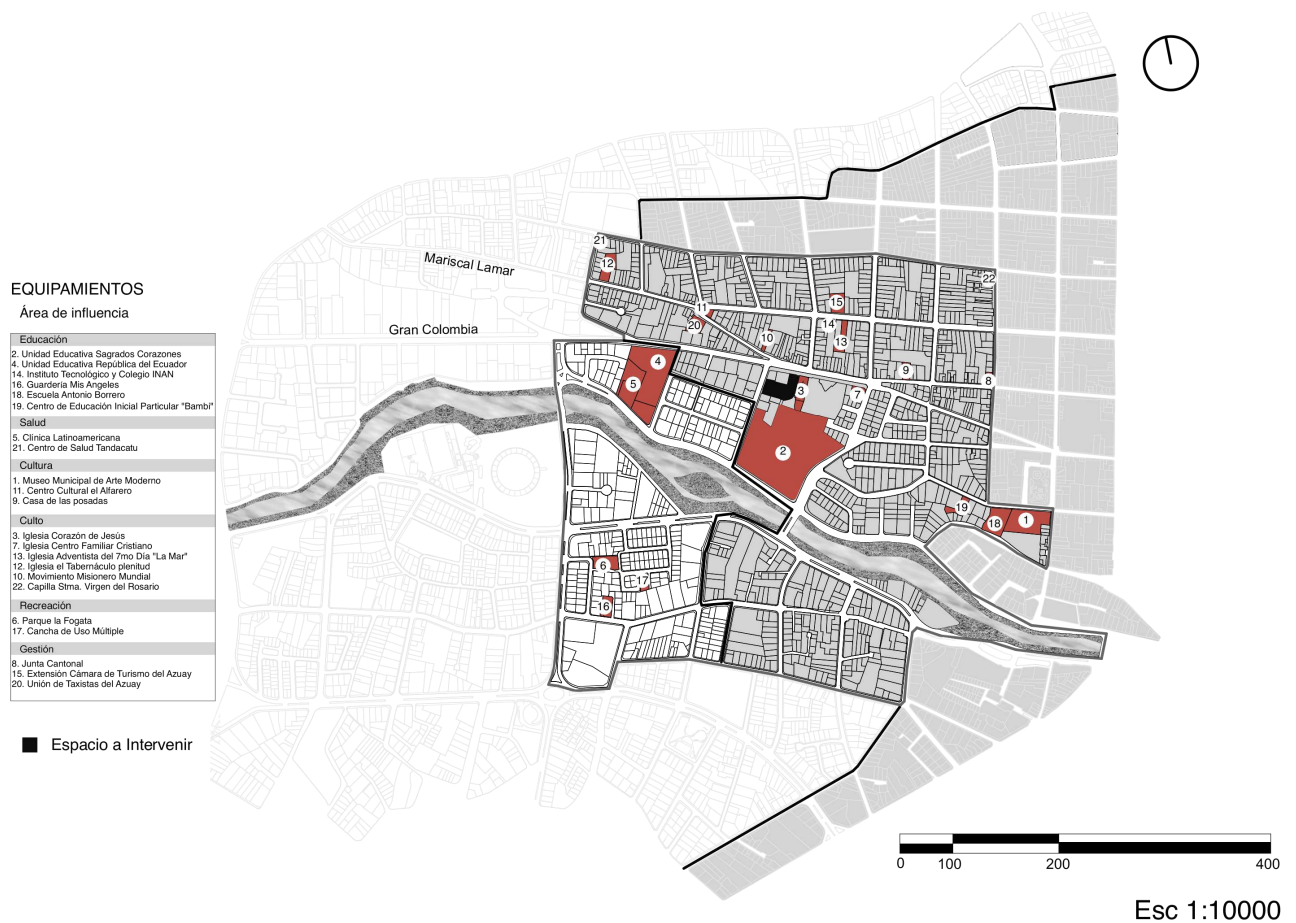 EQUIPAMIENTOS
Área de influencia
Educación
2. Unidad Educativa Sagrados Corazones
4. Unidad Educativa República del Ecuador
14. Instituto Tecnológico y Colegio INAN
16. Guardería Mis Angeles
18. Escuela Antonio Borrero
19. Centro de Educación Inicial Particular "Bambi"
Salud
5. Clínica Latinoamericana
21. Centro de Salud Tandacatu
Cultura
1. Museo Municipal de Arte Moderno
11. Centro Cultural el Alfarero
9. Casa de las posadas
Culto
3. Iglesia Corazón de Jesús
7. Iglesia Centro Familiar Cristiano
13. Iglesia Adventista del 7mo Día "La Mar"
12. Iglesia el Tabernáculo plenitud
10. Movimiento Misionero Mundial
22. Capilla Stma. Virgen del Rosario
Recreación
6. Parque la Fogata
17. Cancha de Uso Múltiple
Gestión
8. Junta Cantonal
15. Extensión Cámara de Turismo del Azuay
20. Unión de Taxistas del Azuay
Espacio a Intervenir
Mariscal Lamar
Gran Colombia
21
12
22
11
15
20
14
10
13
4
5
9
8
3
7
2
19
18
1
6
17
16
0 100 200 400
Esc 1:10000